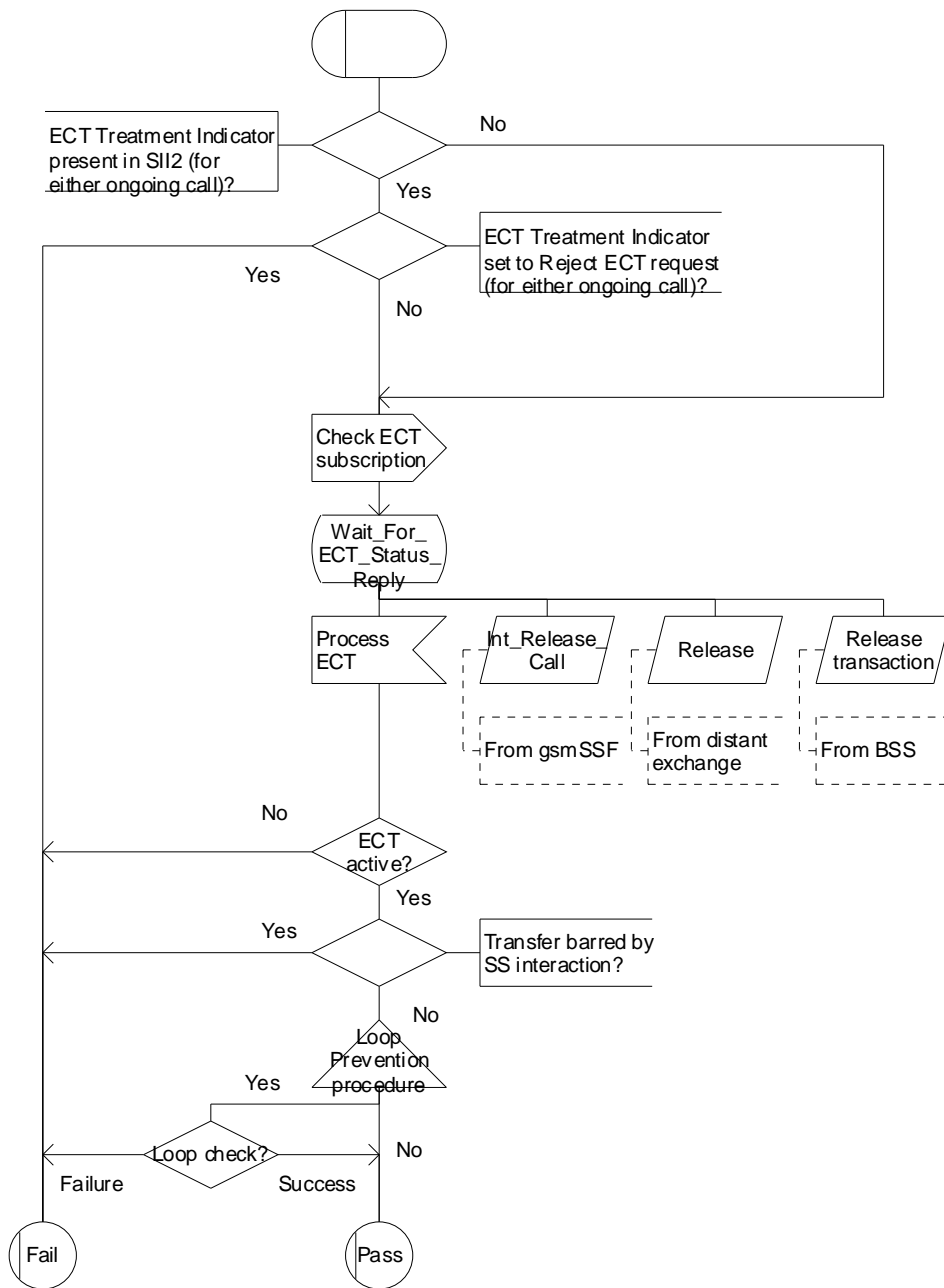 No
ECT Treatment Indicator
present in SII2 (for
either ongoing call)?
Yes
ECT Treatment Indicator
set to Reject ECT request
(for either ongoing call)?
Yes
No
Check ECT
subscription
Wait_For_
ECT_Status_
Reply
Process
ECT
Int_Release_
Call
Release
Release
transaction
From gsmSSF
From distant
exchange
From BSS
No
ECT
active?
Yes
Yes
Transfer barred by
SS interaction?
No
Loop
Prevention
procedure
Yes
Loop check?
No
Failure
Success
Fail
Pass